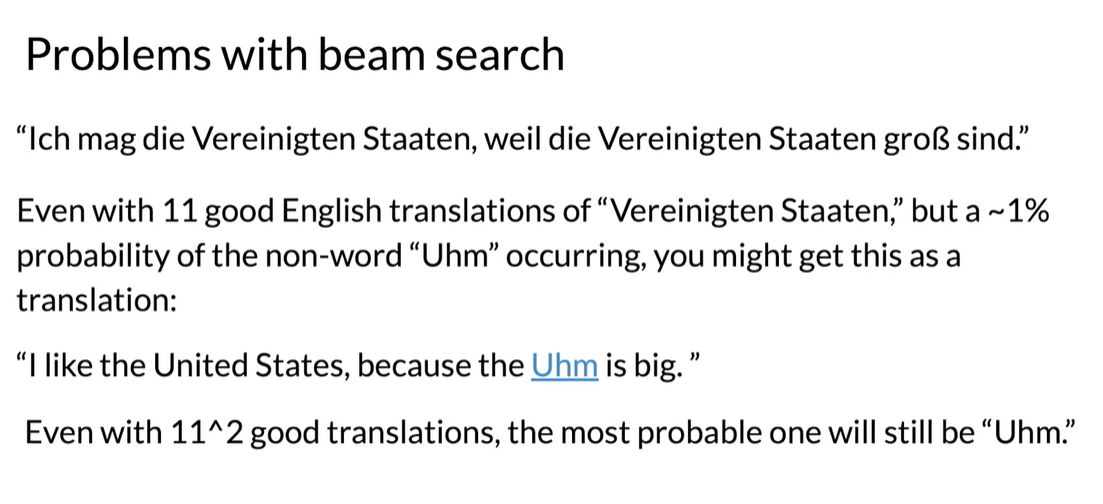 Problems with beam search
“Ich mag die Vereinigten Staaten, weil die Vereinigten Staaten groß sind.”
Even with 11 good English translations of “Vereinigten Staaten,” but a ~1%
probability of the non-word “Uhm” occurring, you might get this as a
translation:
“I like the United States, because the Uhm is big. ”
Even with 11^2 good translations, the most probable one will still be “Uhm.”